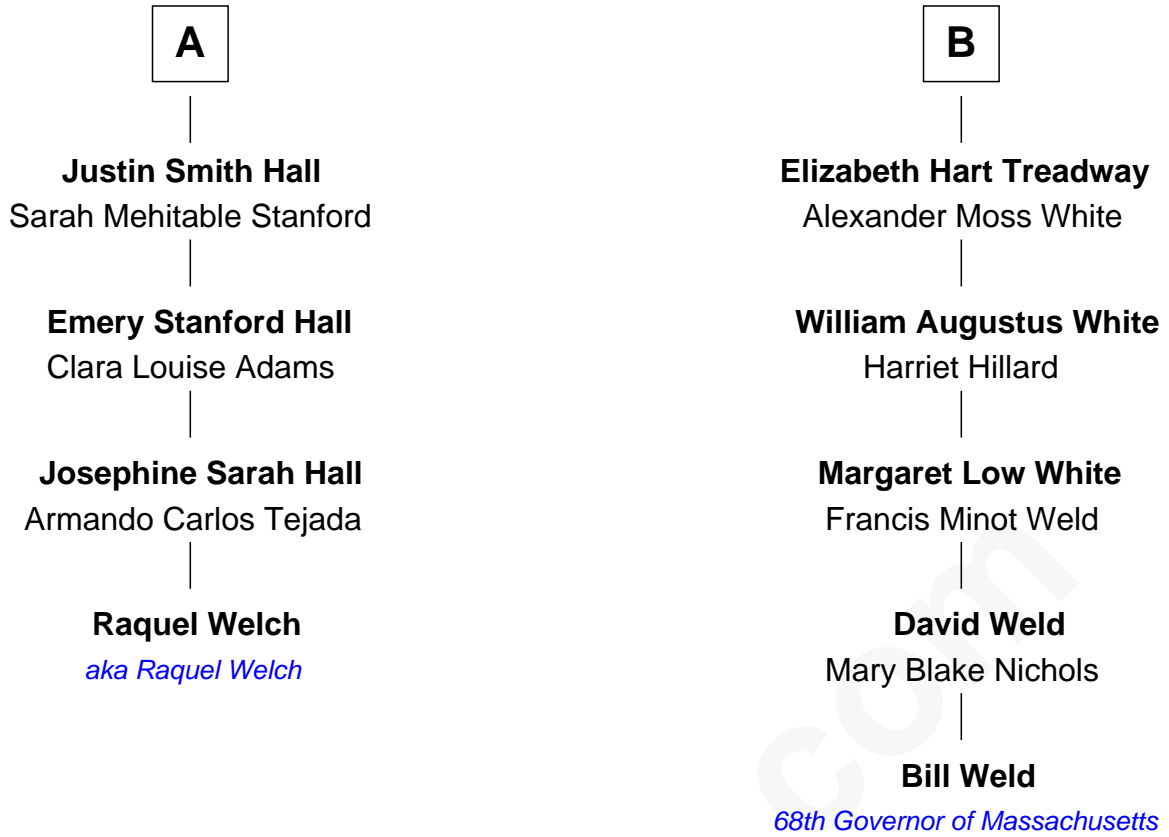 A
Justin Smith Hall
Sarah Mehitable Stanford
Emery Stanford Hall
Clara Louise Adams
Josephine Sarah Hall
Armando Carlos Tejada
Raquel Welch
aka Raquel Welch
B
Elizabeth Hart Treadway
Alexander Moss White
William Augustus White
Harriet Hillard
Margaret Low White
Francis Minot Weld
David Weld
Mary Blake Nichols
Bill Weld
68th Governor of Massachusetts
com